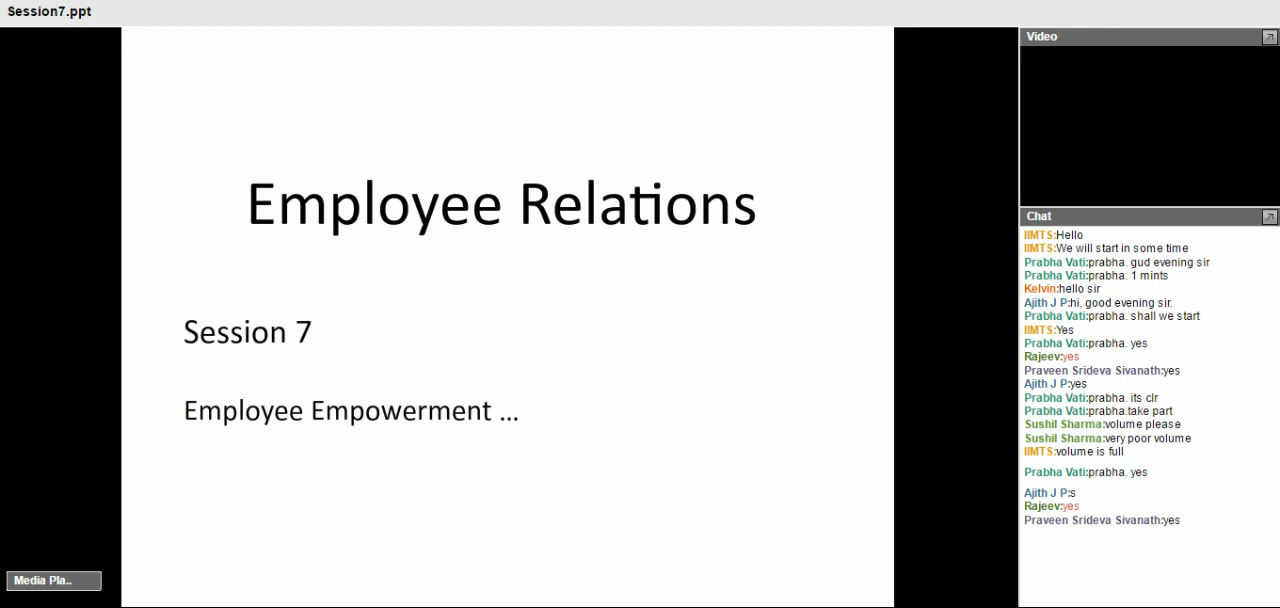 Session7.ppt
Employee Relations
Session 7
Employee Empowerment ...
Media Pla..
Video
Chat
IIMTS:Hello
IIMTS:We will start in some time
Prabha Vati:prabha. gud evening sir
Prabha Vati:prabha. 1 mints
Kelvin:hello sir
Ajith J P:hi, good evening sir.
Prabha Vati:prabha. shall we start
IIMTS:Yes
Prabha Vati:prabha. yes
Rajeev:yes
Praveen Srideva Sivanath:yes
Ajith J P:yes
Prabha Vati:prabha. its clr
Prabha Vati:prabha.take part
Sushil Sharma:volume please
Sushil Sharma:very poor volume
IIMTS:volume is full
Prabha Vati:prabha. yes
Ajith J P:s
Rajeev:yes
Praveen Srideva Sivanath:yes